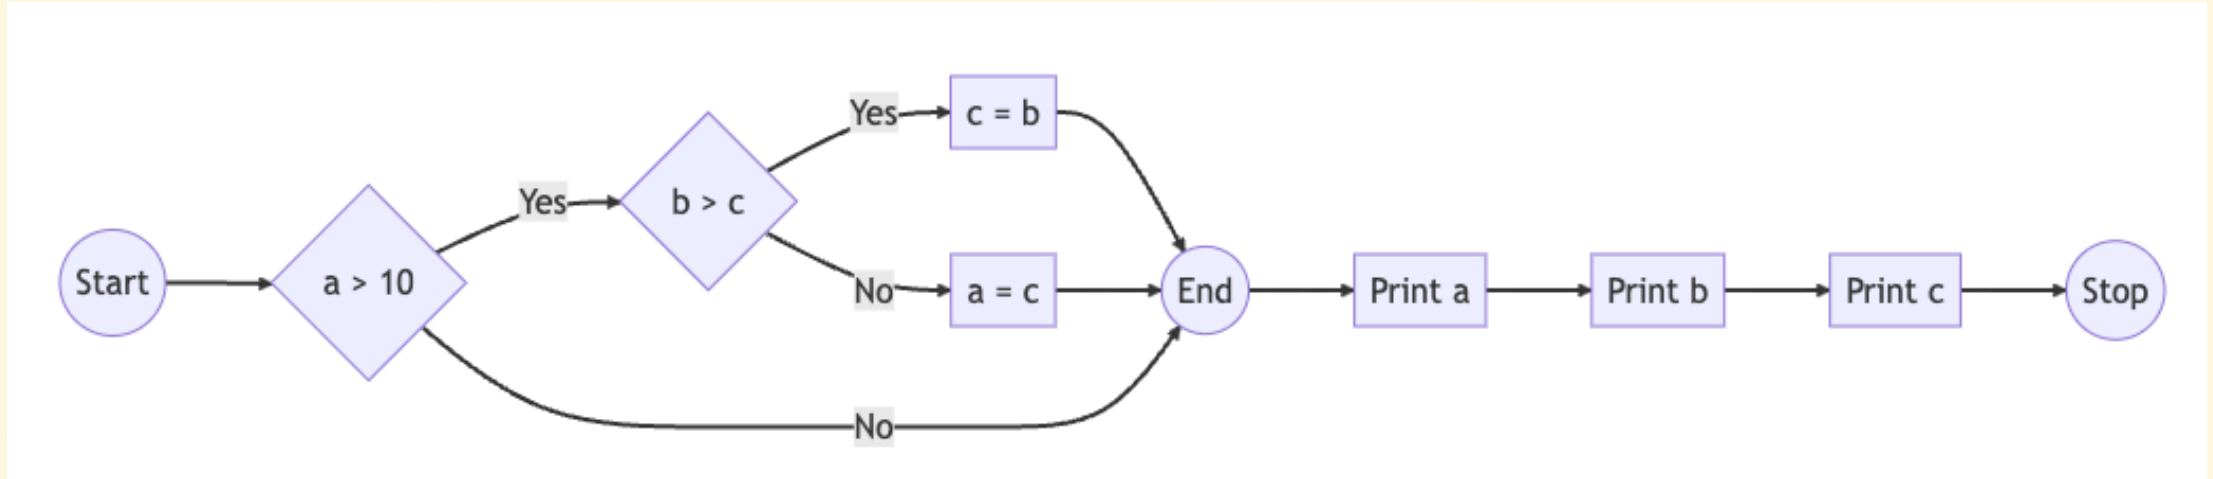 Start
a > 10
Yes
b > c
Yes
c = b
No
a = c
No
End
Print a
Print b
Print c
Stop